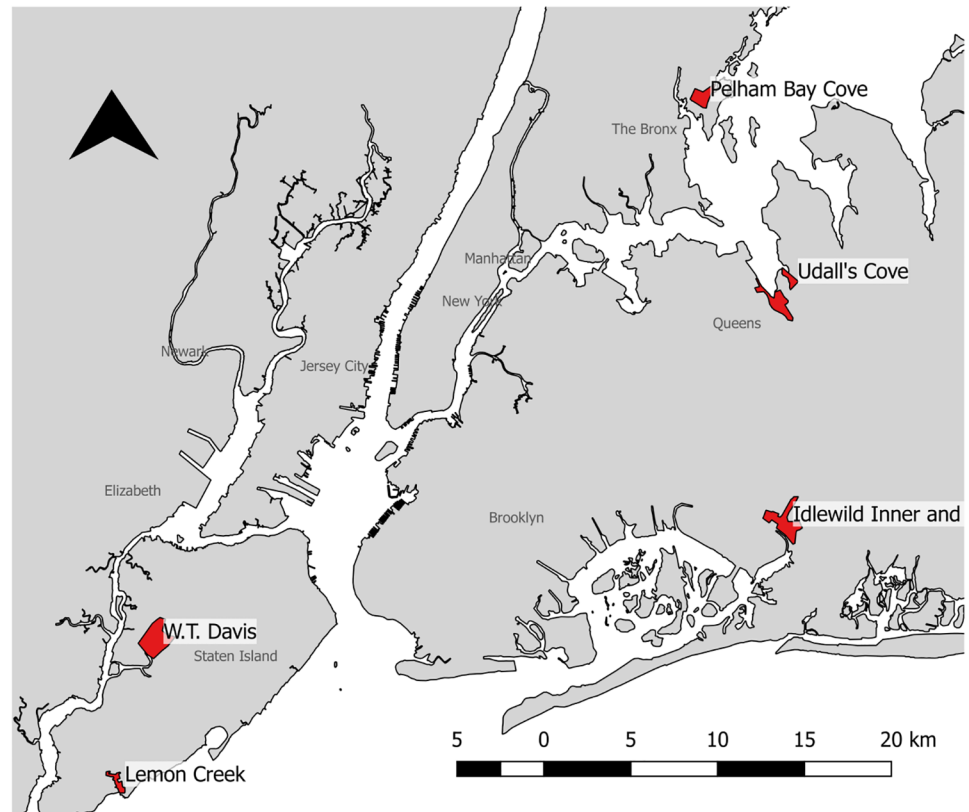 Pelham Bay Cove
The Bronx
Manhattan
Udall's Cove
New York
Queens
Newark
Jersey City
Elizabeth
Brooklyn
Idlewild Inner and
W.T. Davis
Staten Island
5 0 5 10 15 20 km
Lemon Creek